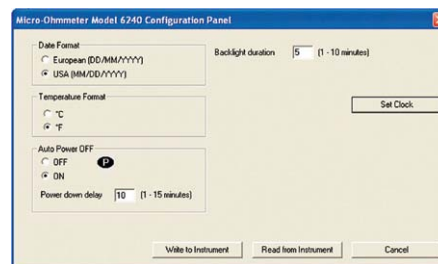 Micro-Ohmmeter Model 6240 Configuration Panel
Date Format
European (DD/MM/YYYY)
USA (MM/DD/YYYY)
Backlight duration 5 (1 - 10 minutes)
Temperature Format
°C
°F
Set Clock
Auto Power OFF
OFF P
ON
Power down delay 10 (1 - 15 minutes)
Write to Instrument Read from Instrument Cancel